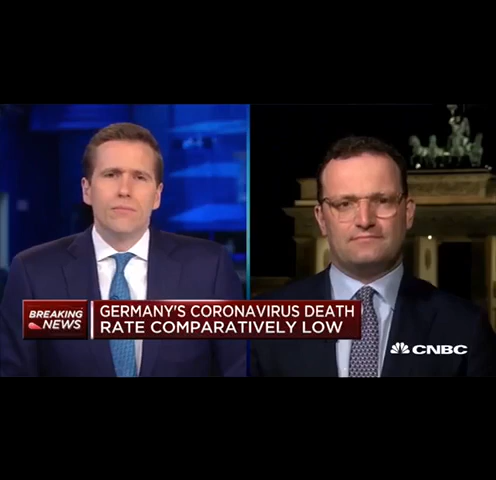 BREAKING
NEWS
GERMANY'S CORONAVIRUS DEATH
RATE COMPARATIVELY LOW
CNBC